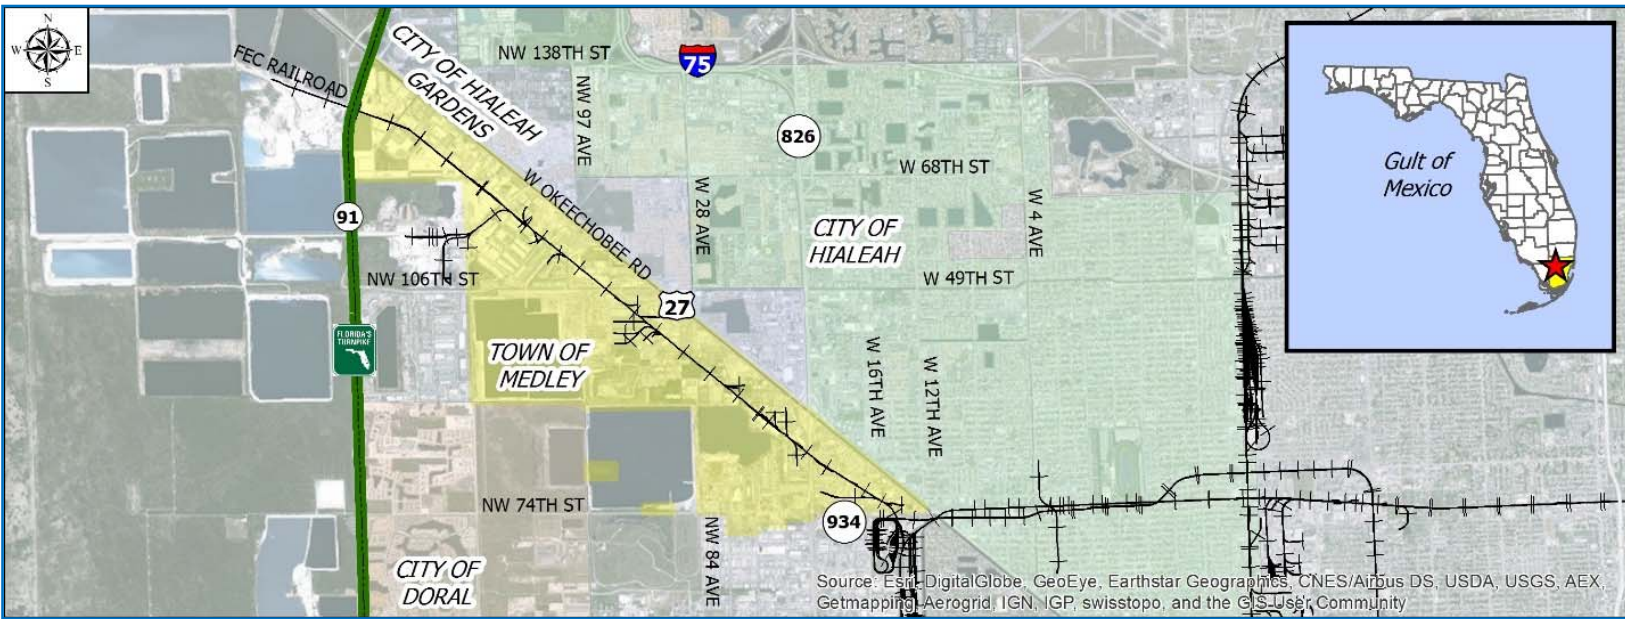 N
W
E
S
FEC RAILROAD
CITY OF HIALEAH
GARDENS
NW 138TH ST
75
NW 97 AVE
826
W 68TH ST
W OKEECHOBEE RD
W 28 AVE
W 4 AVE
91
CITY OF
HIALEAH
NW 106TH ST
W 49TH ST
27
FLORIDA'S
TURNPIKE
TOWN OF
MEDLEY
W 16TH AVE
W 12TH AVE
NW 74TH ST
934
NW 84 AVE
CITY OF
DORAL
Gult of
Mexico
Source: Esri, DigitalGlobe, GeoEye, Earthstar Geographics, CNES/Airbus DS, USDA, USGS, AEX,
Getmapping, Aerogrid, IGN, IGP, swisstopo, and the GIS User Community